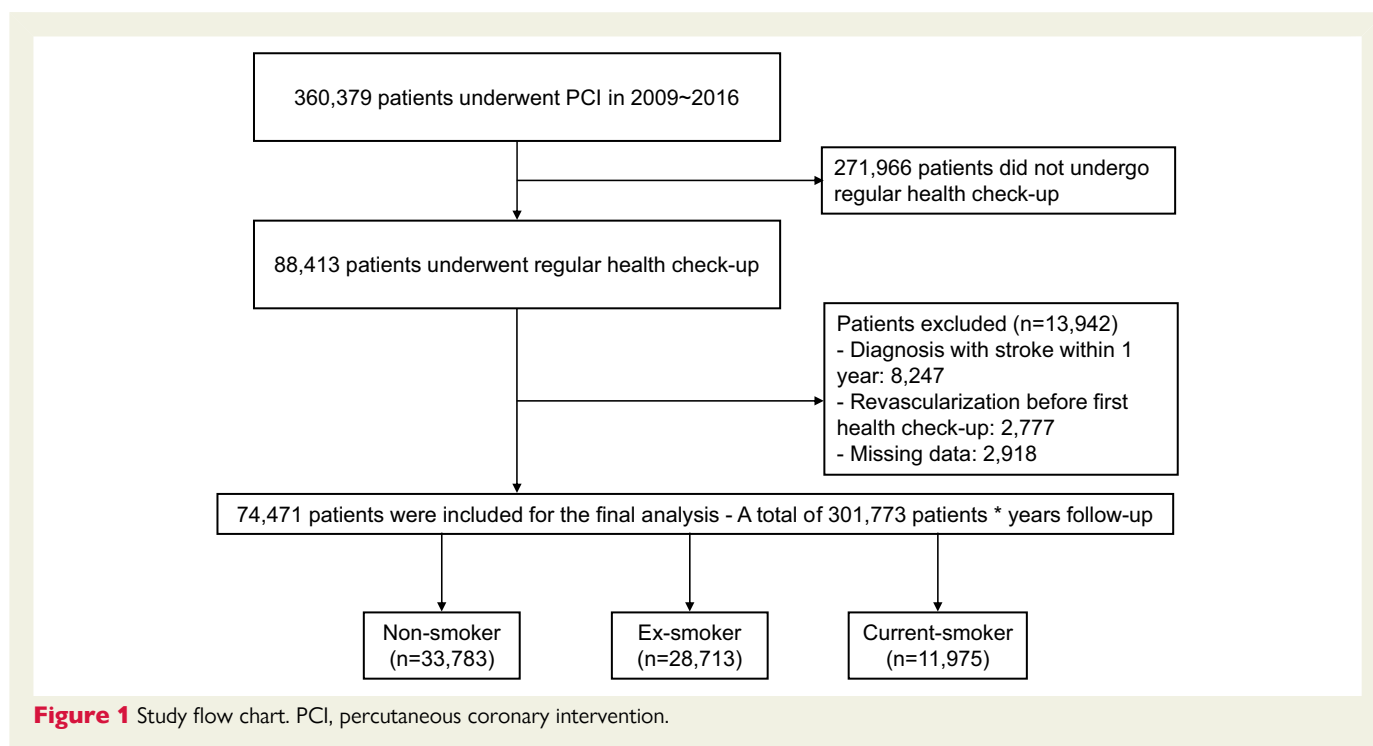 360,379 patients underwent PCI in 2009~2016
271,966 patients did not undergo
regular health check-up
88,413 patients underwent regular health check-up
Patients excluded (n=13,942)
- Diagnosis with stroke within 1
year: 8,247
- Revascularization before first
health check-up: 2,777
- Missing data: 2,918
74,471 patients were included for the final analysis - A total of 301,773 patients * years follow-up
Non-smoker
(n=33,783)
Ex-smoker
(n=28,713)
Current-smoker
(n=11,975)
Figure 1 Study flow chart. PCI, percutaneous coronary intervention.